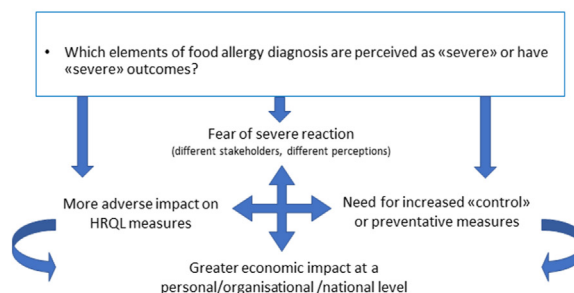 • Which elements of food allergy diagnosis are perceived as «severe» or have
«severe» outcomes?
Fear of severe reaction
(different stakeholders, different perceptions)
More adverse impact on
HRQL measures
Need for increased «control»
or preventative measures
Greater economic impact at a
personal/organisational /national level